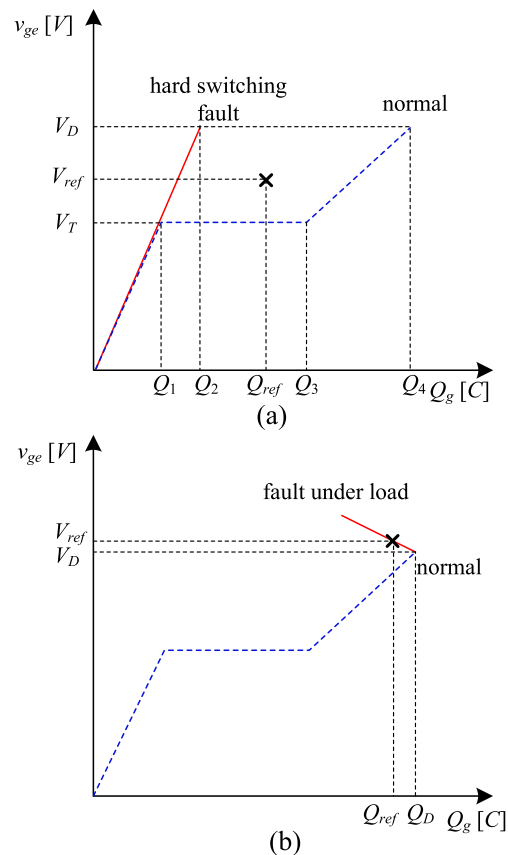 v_ge [V]
hard switching
fault
normal
V_D
V_ref
V_T
Q_1 Q_2 Q_ref Q_3 Q_4 Q_g [C]
(a)
v_ge [V]
fault under load
V_ref
V_D
normal
Q_ref Q_D Q_g [C]
(b)